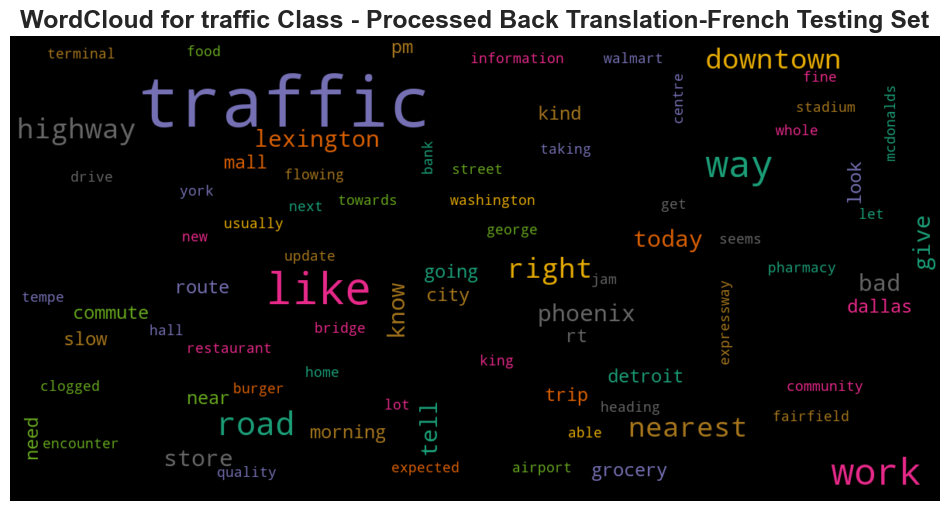 WordCloud for traffic Class - Processed Back Translation-French Testing Set
terminal
food
pm
information
walmart
downtown
fine
traffic
centre
stadium
mcdonalds
highway
kind
whole
lexington
mall
bank
taking
way
drive
flowing
street
look
york
next
towards
washington
get
let
usually
new
george
today
seems
give
update
like
going
right
jam
pharmacy
bad
tempe
route
know
city
phoenix
expressway
dallas
commute
hall
bridge
rt
slow
restaurant
king
clogged
burger
home
trip
detroit
community
near
lot
heading
fairfield
need
road
morning
tell
able
nearest
encounter
store
quality
expected
airport
grocery
work